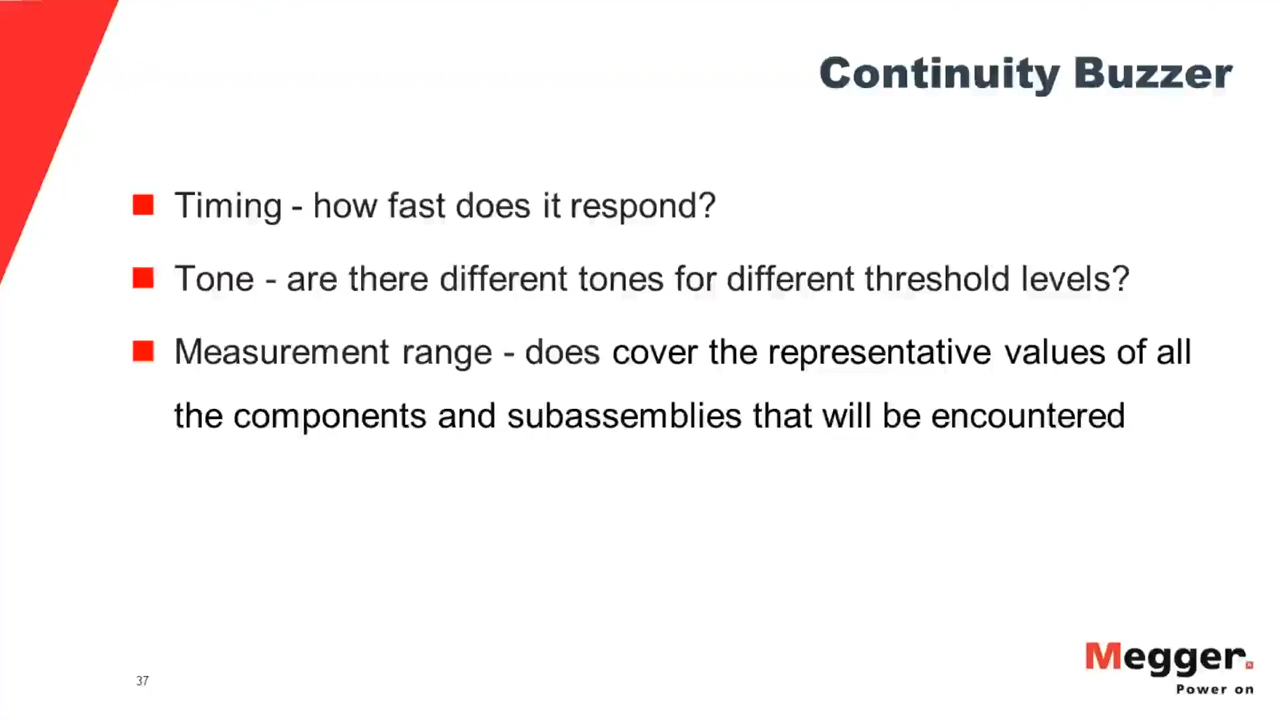 Continuity Buzzer
Timing - how fast does it respond?
Tone - are there different tones for different threshold levels?
Measurement range - does cover the representative values of all
the components and subassemblies that will be encountered
Megger.
Power on
37